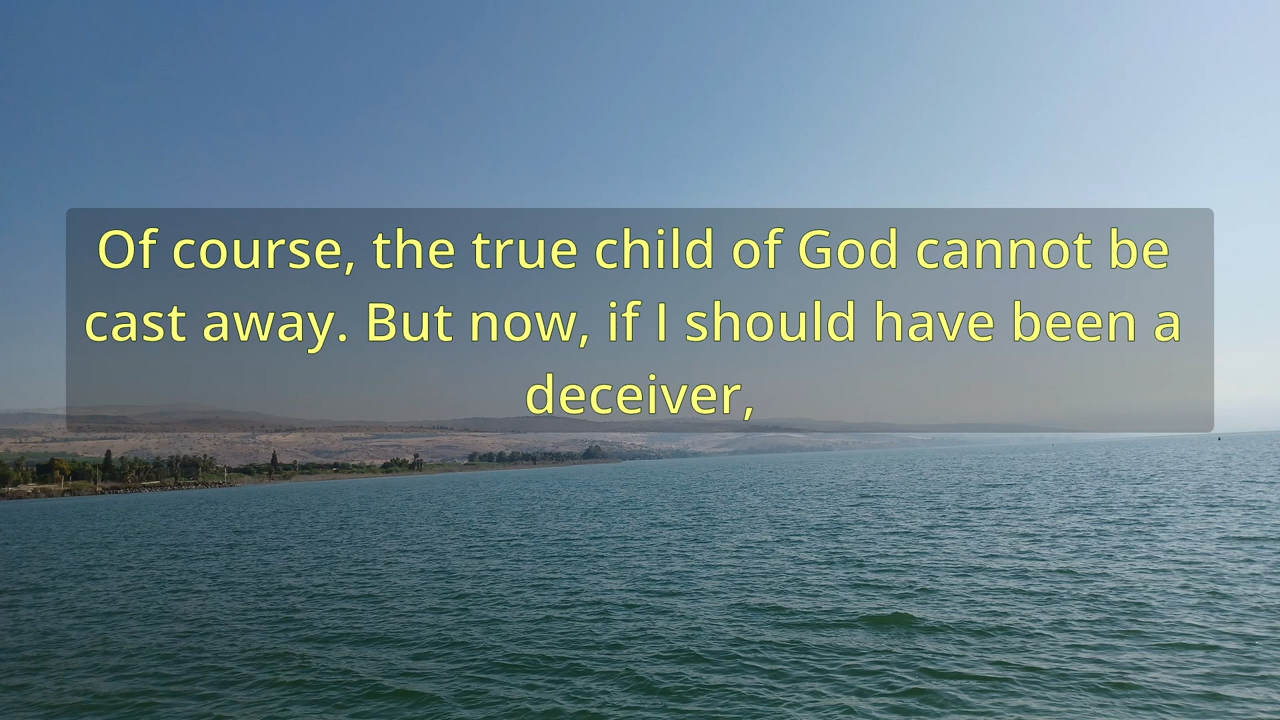 Of course, the true child of God cannot be
cast away. But now, if I should have been a
deceiver,